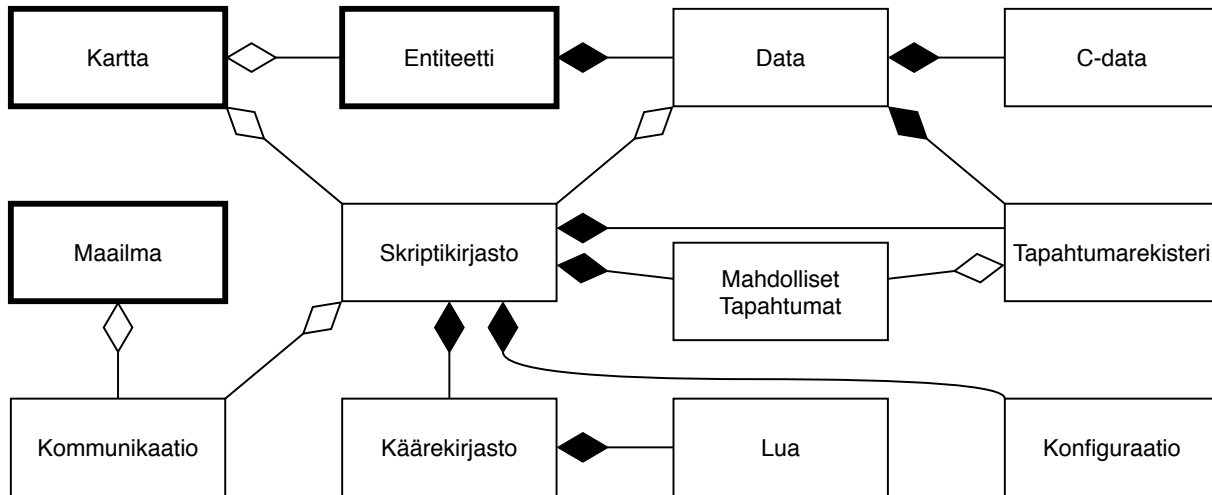 Kartta
Entiteetti
Data
C-data
Maailma
Skriptikirjasto
Mahdolliset
Tapahtumat
Tapahtumarekisteri
Kommunikaatio
Käärekirjasto
Lua
Konfiguraatio